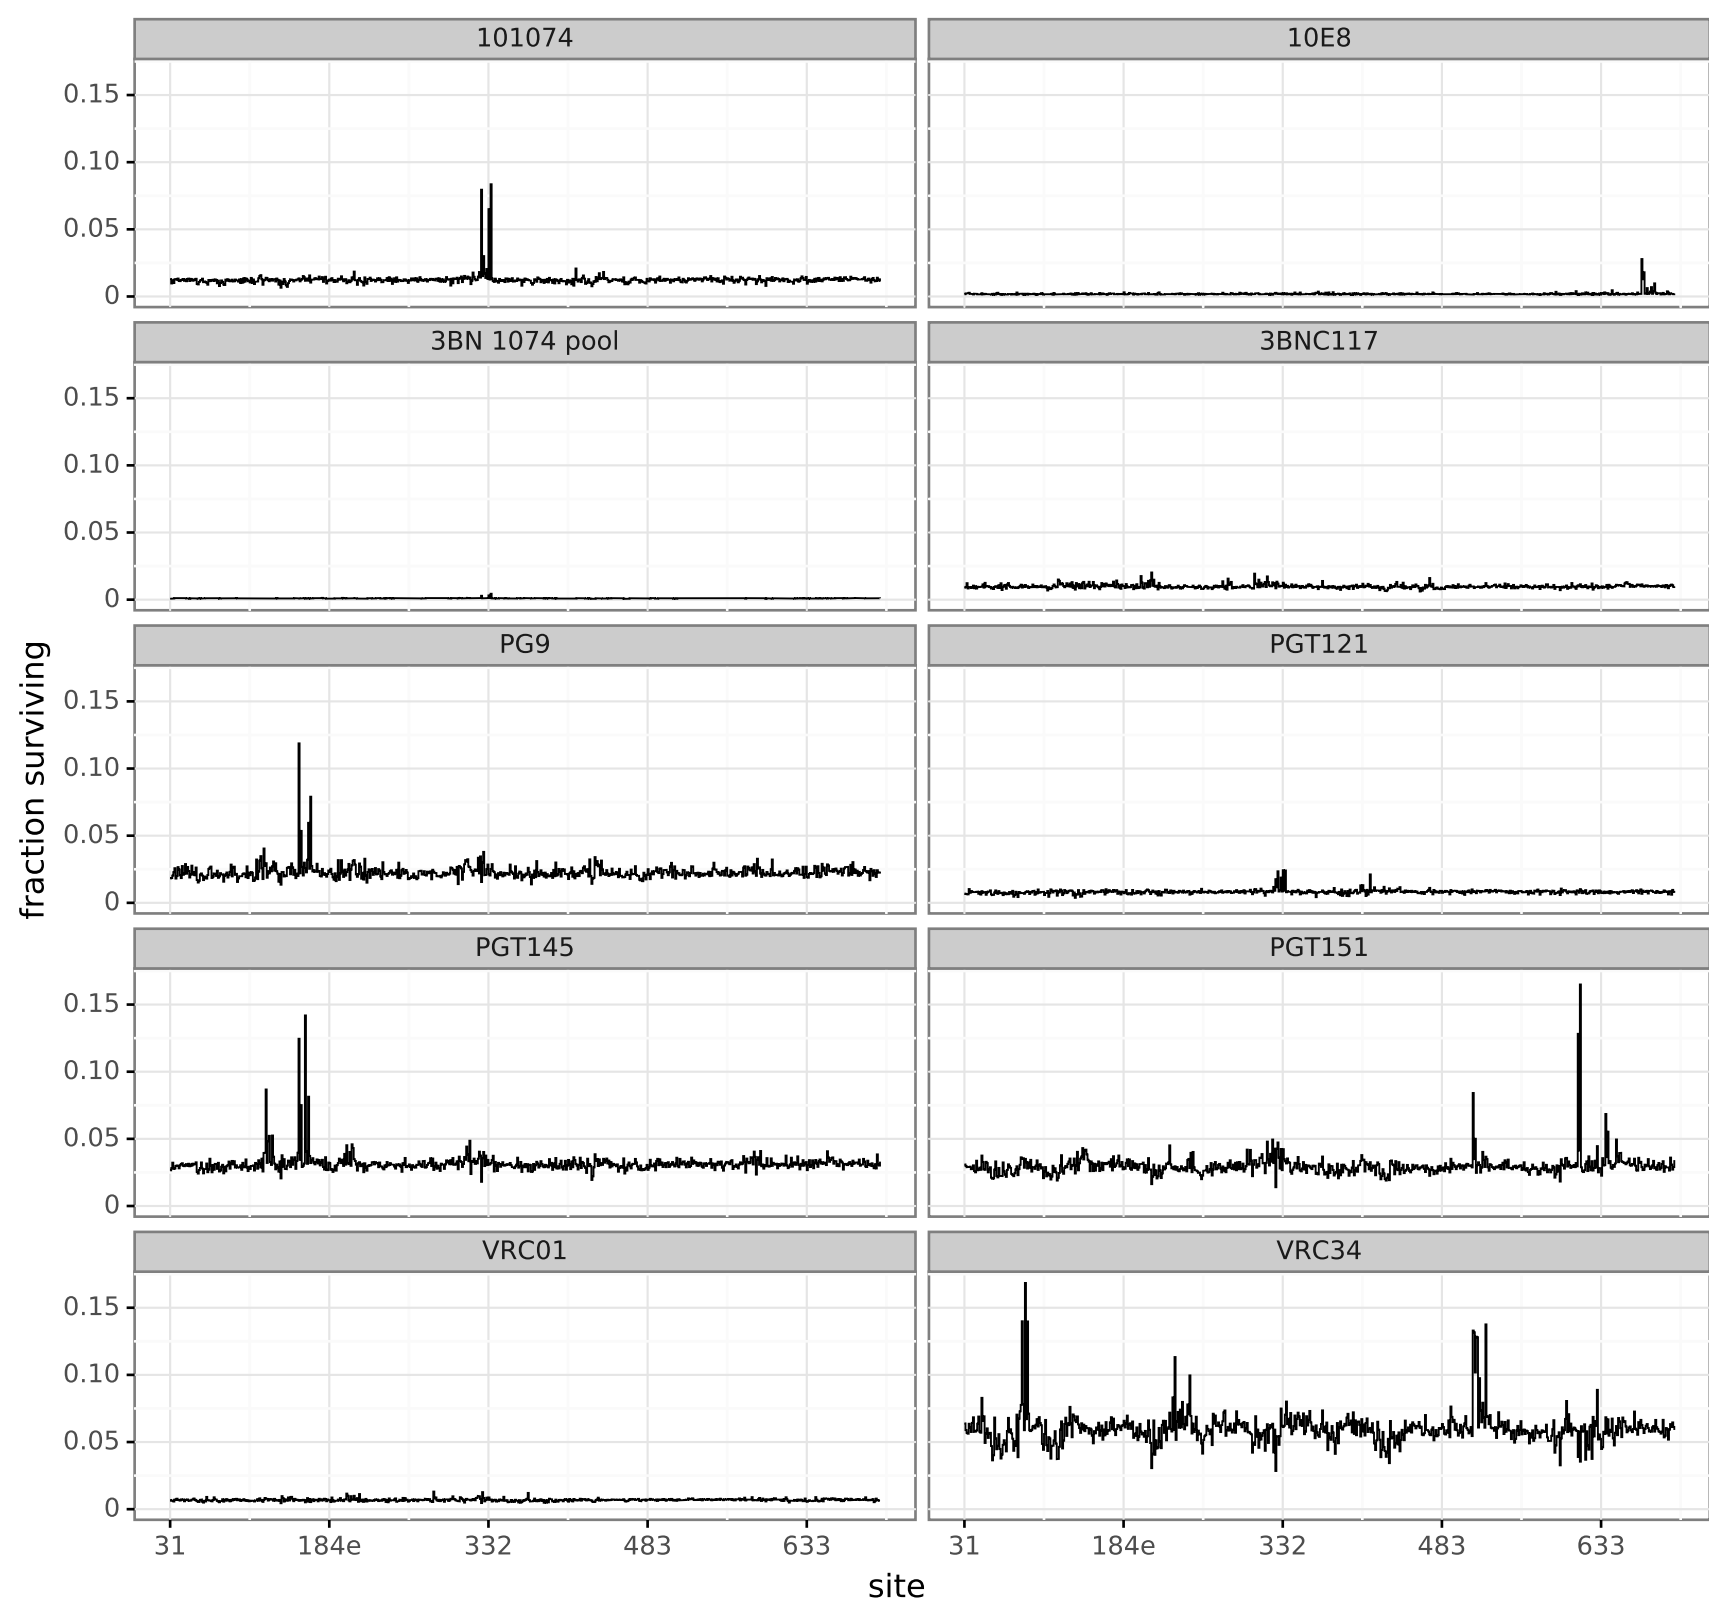 101074
10E8
0.15
0.10
0.05
0
3BN 1074 pool
3BNC117
0.15
0.10
0.05
0
PG9
PGT121
0.15
0.10
0.05
0
PGT145
PGT151
0.15
0.10
0.05
0
VRC01
VRC34
0.15
0.10
0.05
0
31 184e 332 483 633
31 184e 332 483 633
fraction surviving
site